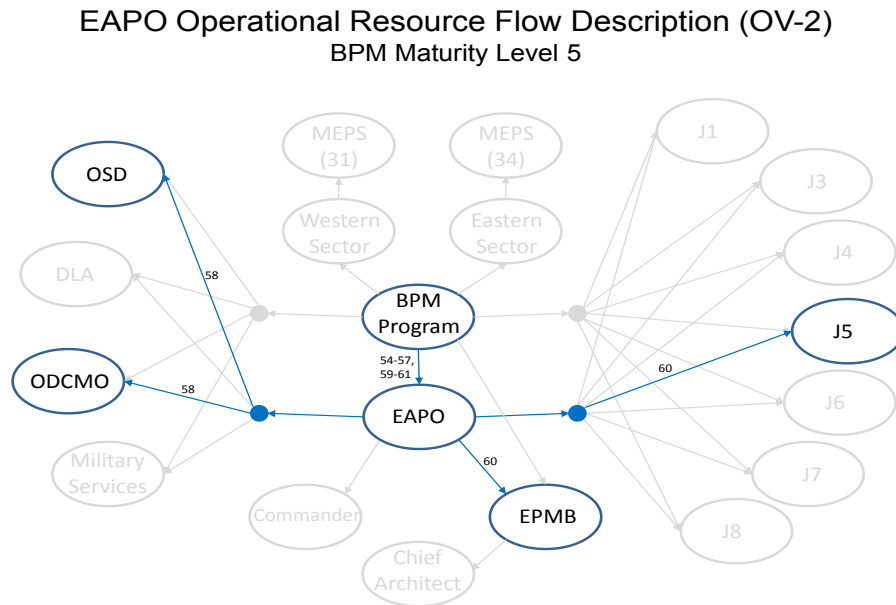 EAPO Operational Resource Flow Description (OV-2)
BPM Maturity Level 5
MEPS
(31)
MEPS
(34)
J1
OSD
J3
Western
Sector
Eastern
Sector
J4
DLA
58
BPM
Program
J5
54-57,
59-61
60
ODCMO
58
EAPO
J6
60
Military
Services
J7
Commander
EPMB
J8
Chief
Architect